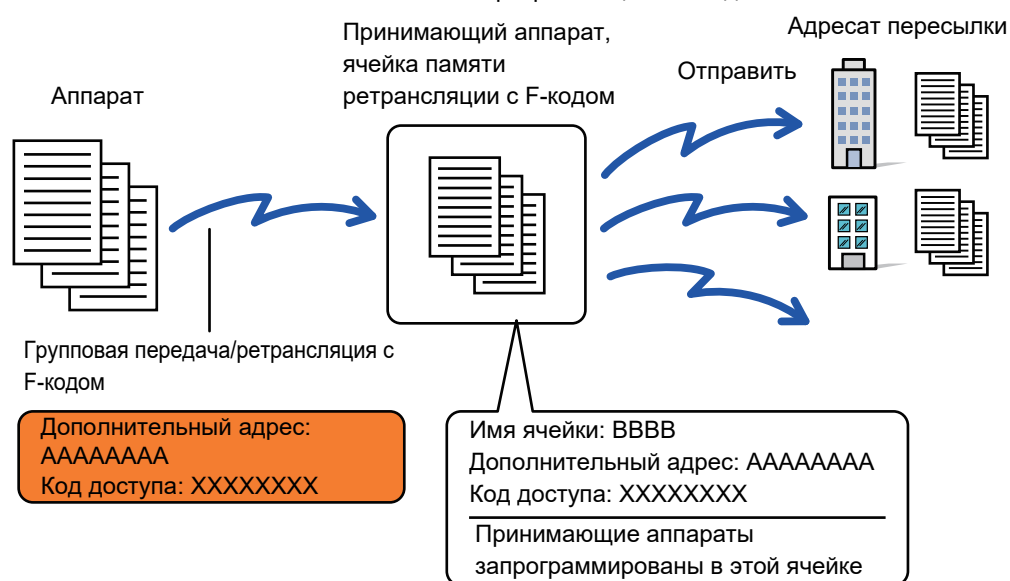 Принимающий аппарат,
ячейка памяти
ретрансляции с F-кодом
Адресат пересылки
Отправить
Аппарат
Групповая передача/ретрансляция с
F-кодом
Дополнительный адрес:
AAAAAAAA
Код доступа: XXXXXXXX
Имя ячейки: BBBB
Дополнительный адрес: AAAAAAAA
Код доступа: XXXXXXXX
Принимающие аппараты
запрограммированы в этой ячейке